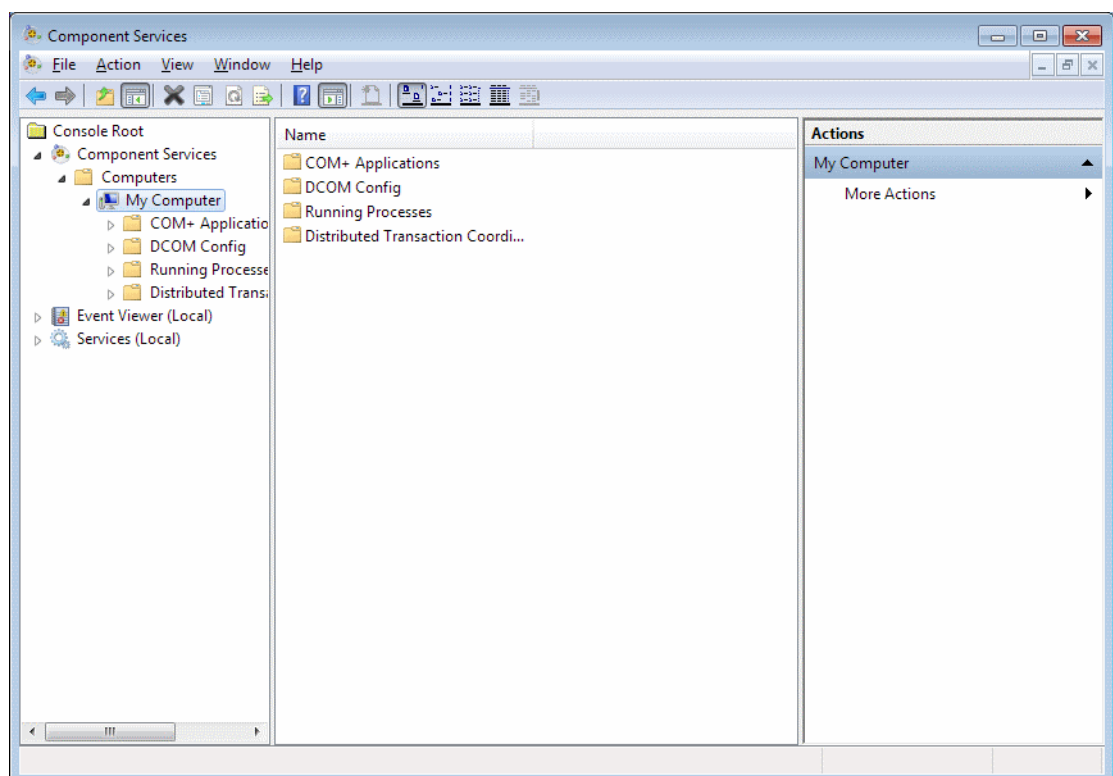 Component Services
File Action View Window Help
Console Root
Component Services
Computers
My Computer
COM+ Applicatio
DCOM Config
Running Processe
Distributed Trans
Event Viewer (Local)
Services (Local)
Name
COM+ Applications
DCOM Config
Running Processes
Distributed Transaction Coordi...
Actions
My Computer
More Actions